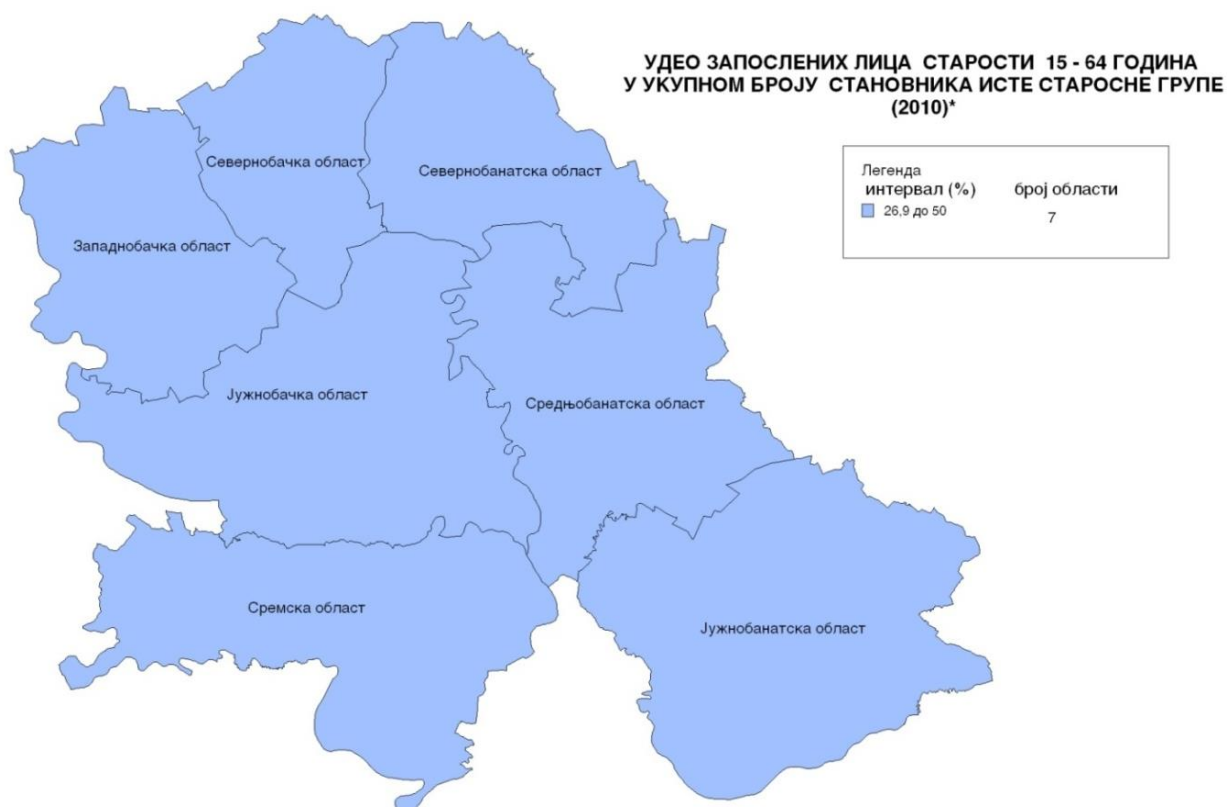 УДЕО ЗАПОСЛЕНИХ ЛИЦА СТАРОСТИ 15 - 64 ГОДИНА
У УКУПНОМ БРОЈУ СТАНОВНИКА ИСТЕ СТАРОСНЕ ГРУПЕ
(2010)*
Легенда
интервал (%) број области
26,9 до 50 7
Севернобачка област
Севернобанатска област
Западнобачка област
Јужнобачка област
Средњобанатска област
Сремска област
Јужнобанатска област